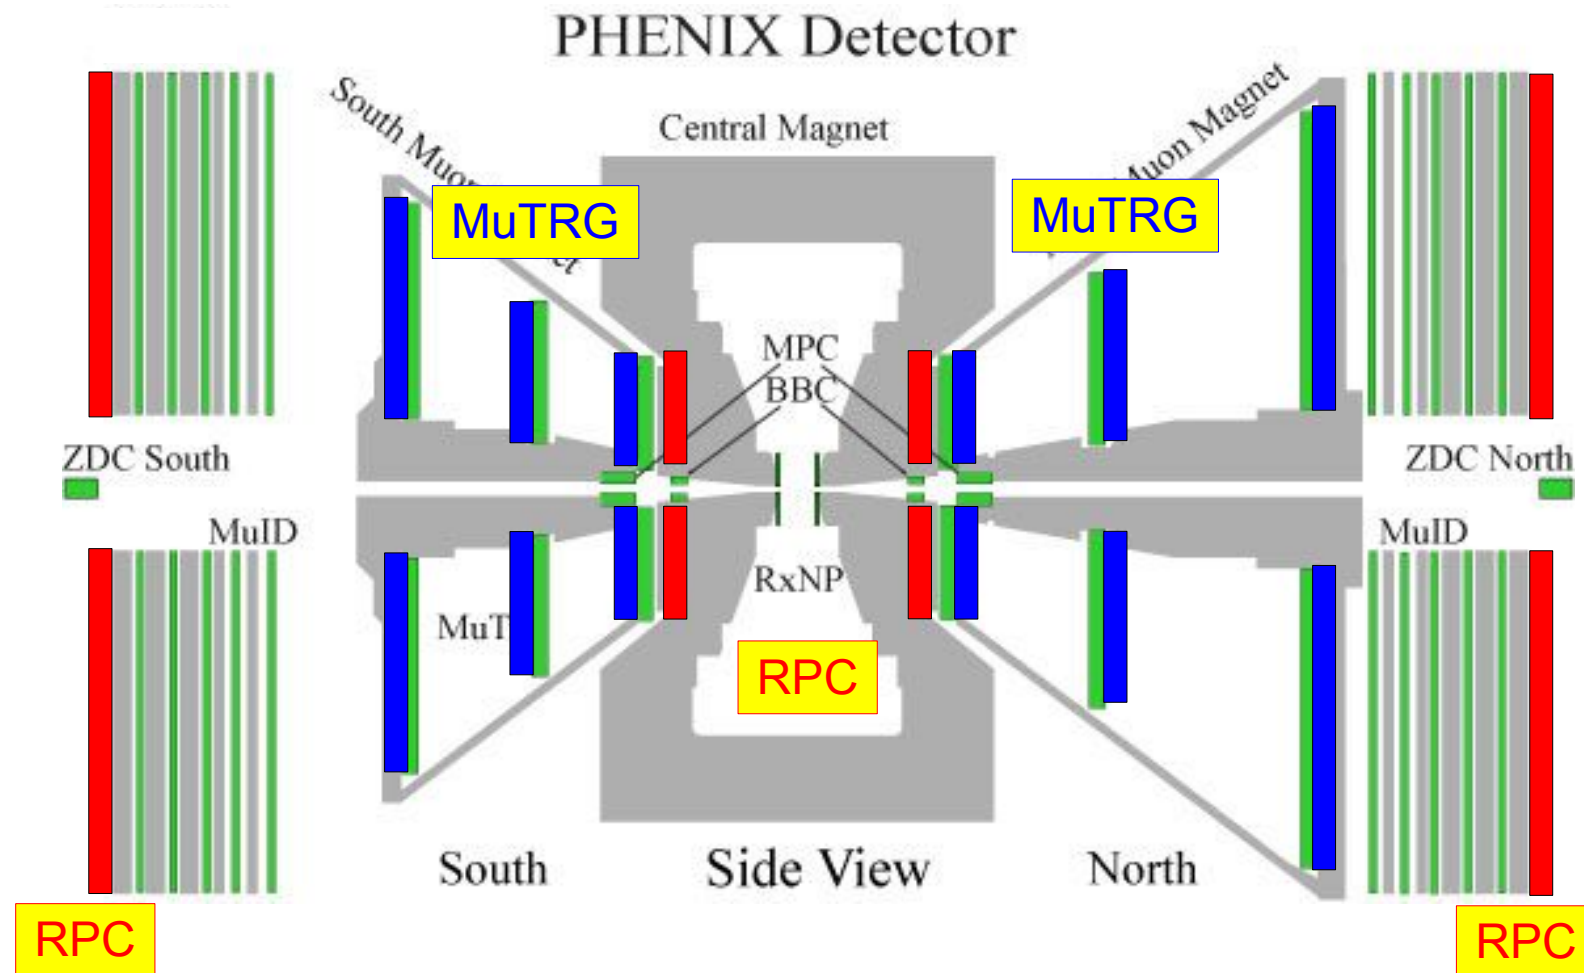 PHENIX Detector
South Muon
Central Magnet
Muon Magnet
MuTRG
MuTRG
MPC
BBC
ZDC South
ZDC North
MuID
MuID
RxNP
MuT
RPC
South
Side View
North
RPC
RPC